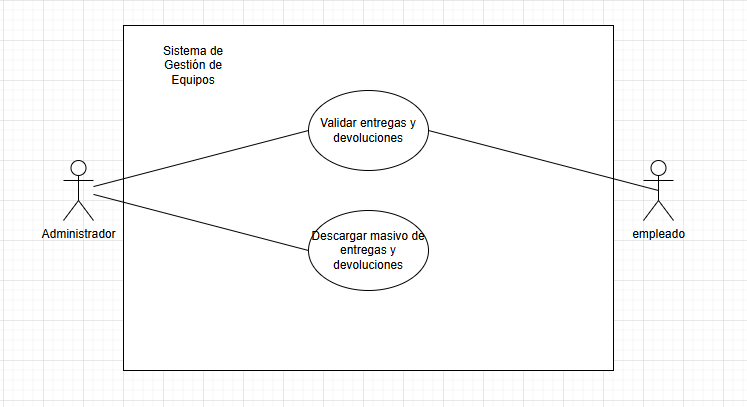 Sistema de
Gestión de
Equipos
Validar entregas y
devoluciones
Administrador
empleado
Descargar masivo de
entregas y
devoluciones